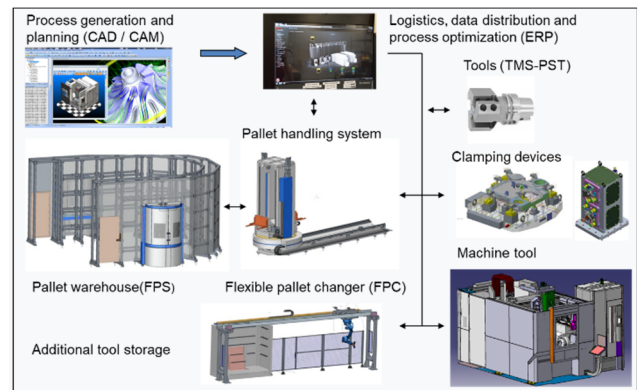 Process generation and
planning (CAD / CAM)
Logistics, data distribution and
process optimization (ERP)
Tools (TMS-PST)
Pallet handling system
Clamping devices
Machine tool
Pallet warehouse(FPS)
Flexible pallet changer (FPC)
Additional tool storage